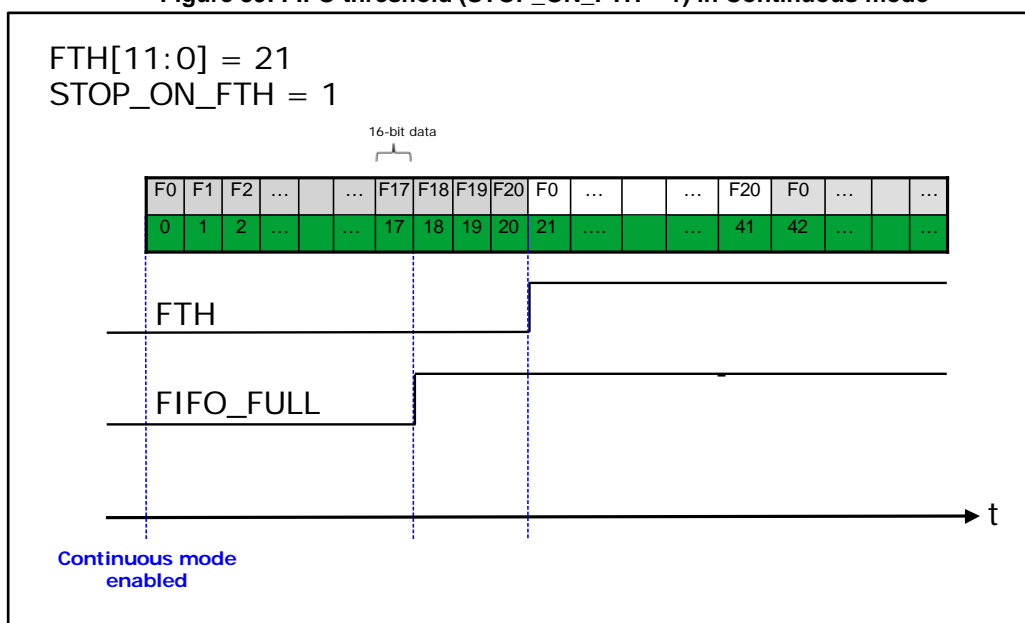 FTH[11:0] = 21
STOP_ON_FTH = 1
16-bit data
F0 F1 F2 ... ... F17 F18 F19 F20 F0 ... ... F20 F0 ... ...
0 1 2 ... ... 17 18 19 20 21 .... ... 41 42 ... ...
FTH
FIFO_FULL
t
Continuous mode
enabled